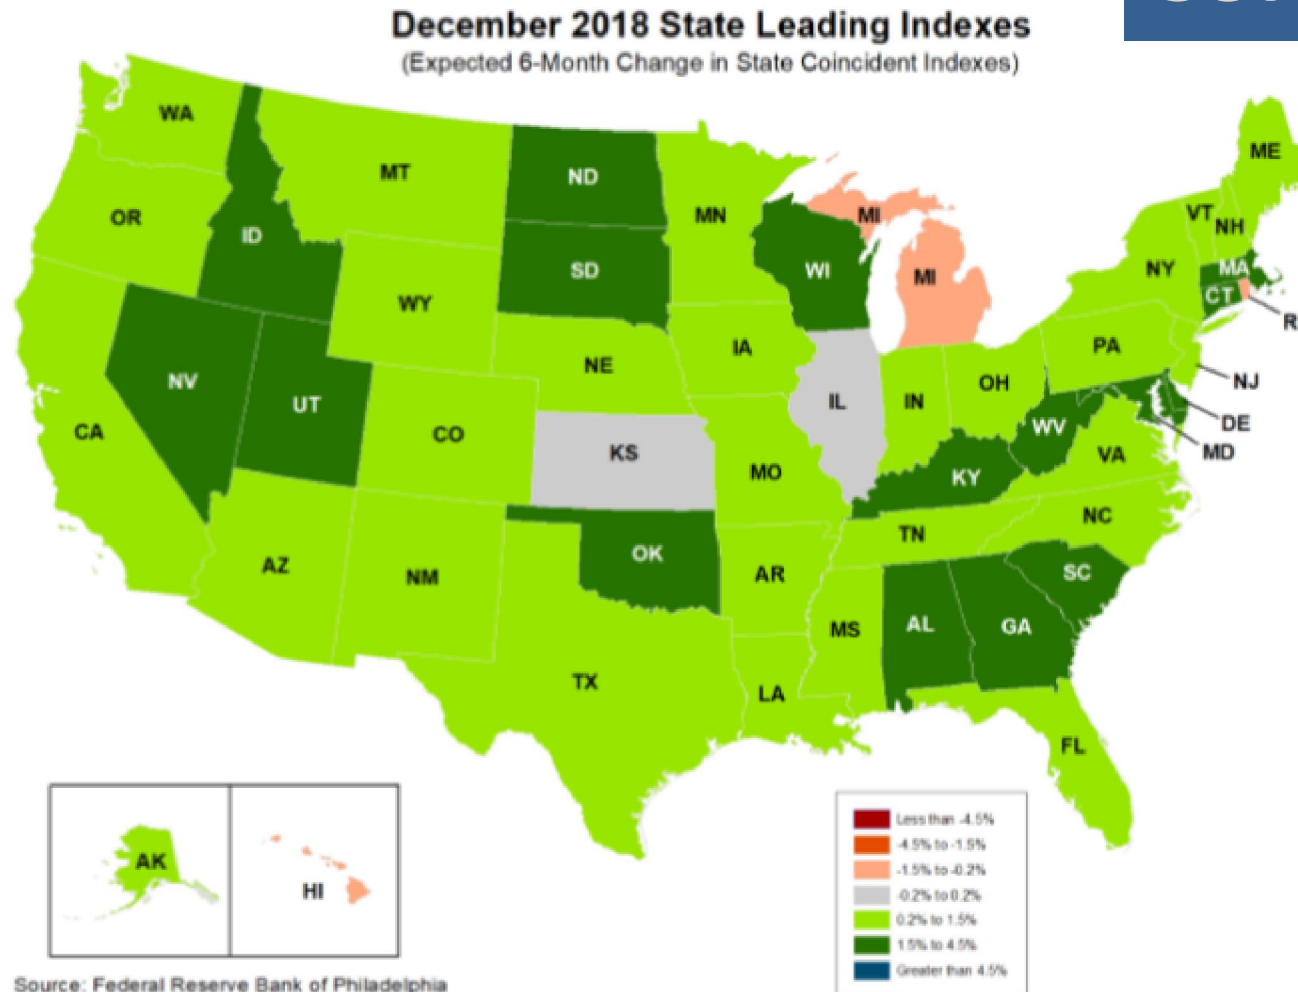 December 2018 State Leading Indexes
(Expected 6-Month Change in State Coincident Indexes)
WA
MT
ND
MN
ME
OR
ID
SD
WI
MI
MI
VT
NH
NY
MA
CT
R
WY
IA
NE
PA
NV
UT
CO
KS
IL
IN
OH
NJ
CA
MO
WV
DE
MD
VA
KY
NC
TN
OK
AZ
NM
AR
SC
MS
AL
GA
TX
LA
FL
AK
HI
Less than -4.5%
-4.5% to -1.5%
-1.5% to -0.2%
-0.2% to 0.2%
0.2% to 1.5%
1.5% to 4.5%
Greater than 4.5%
Source: Federal Reserve Bank of Philadelphia